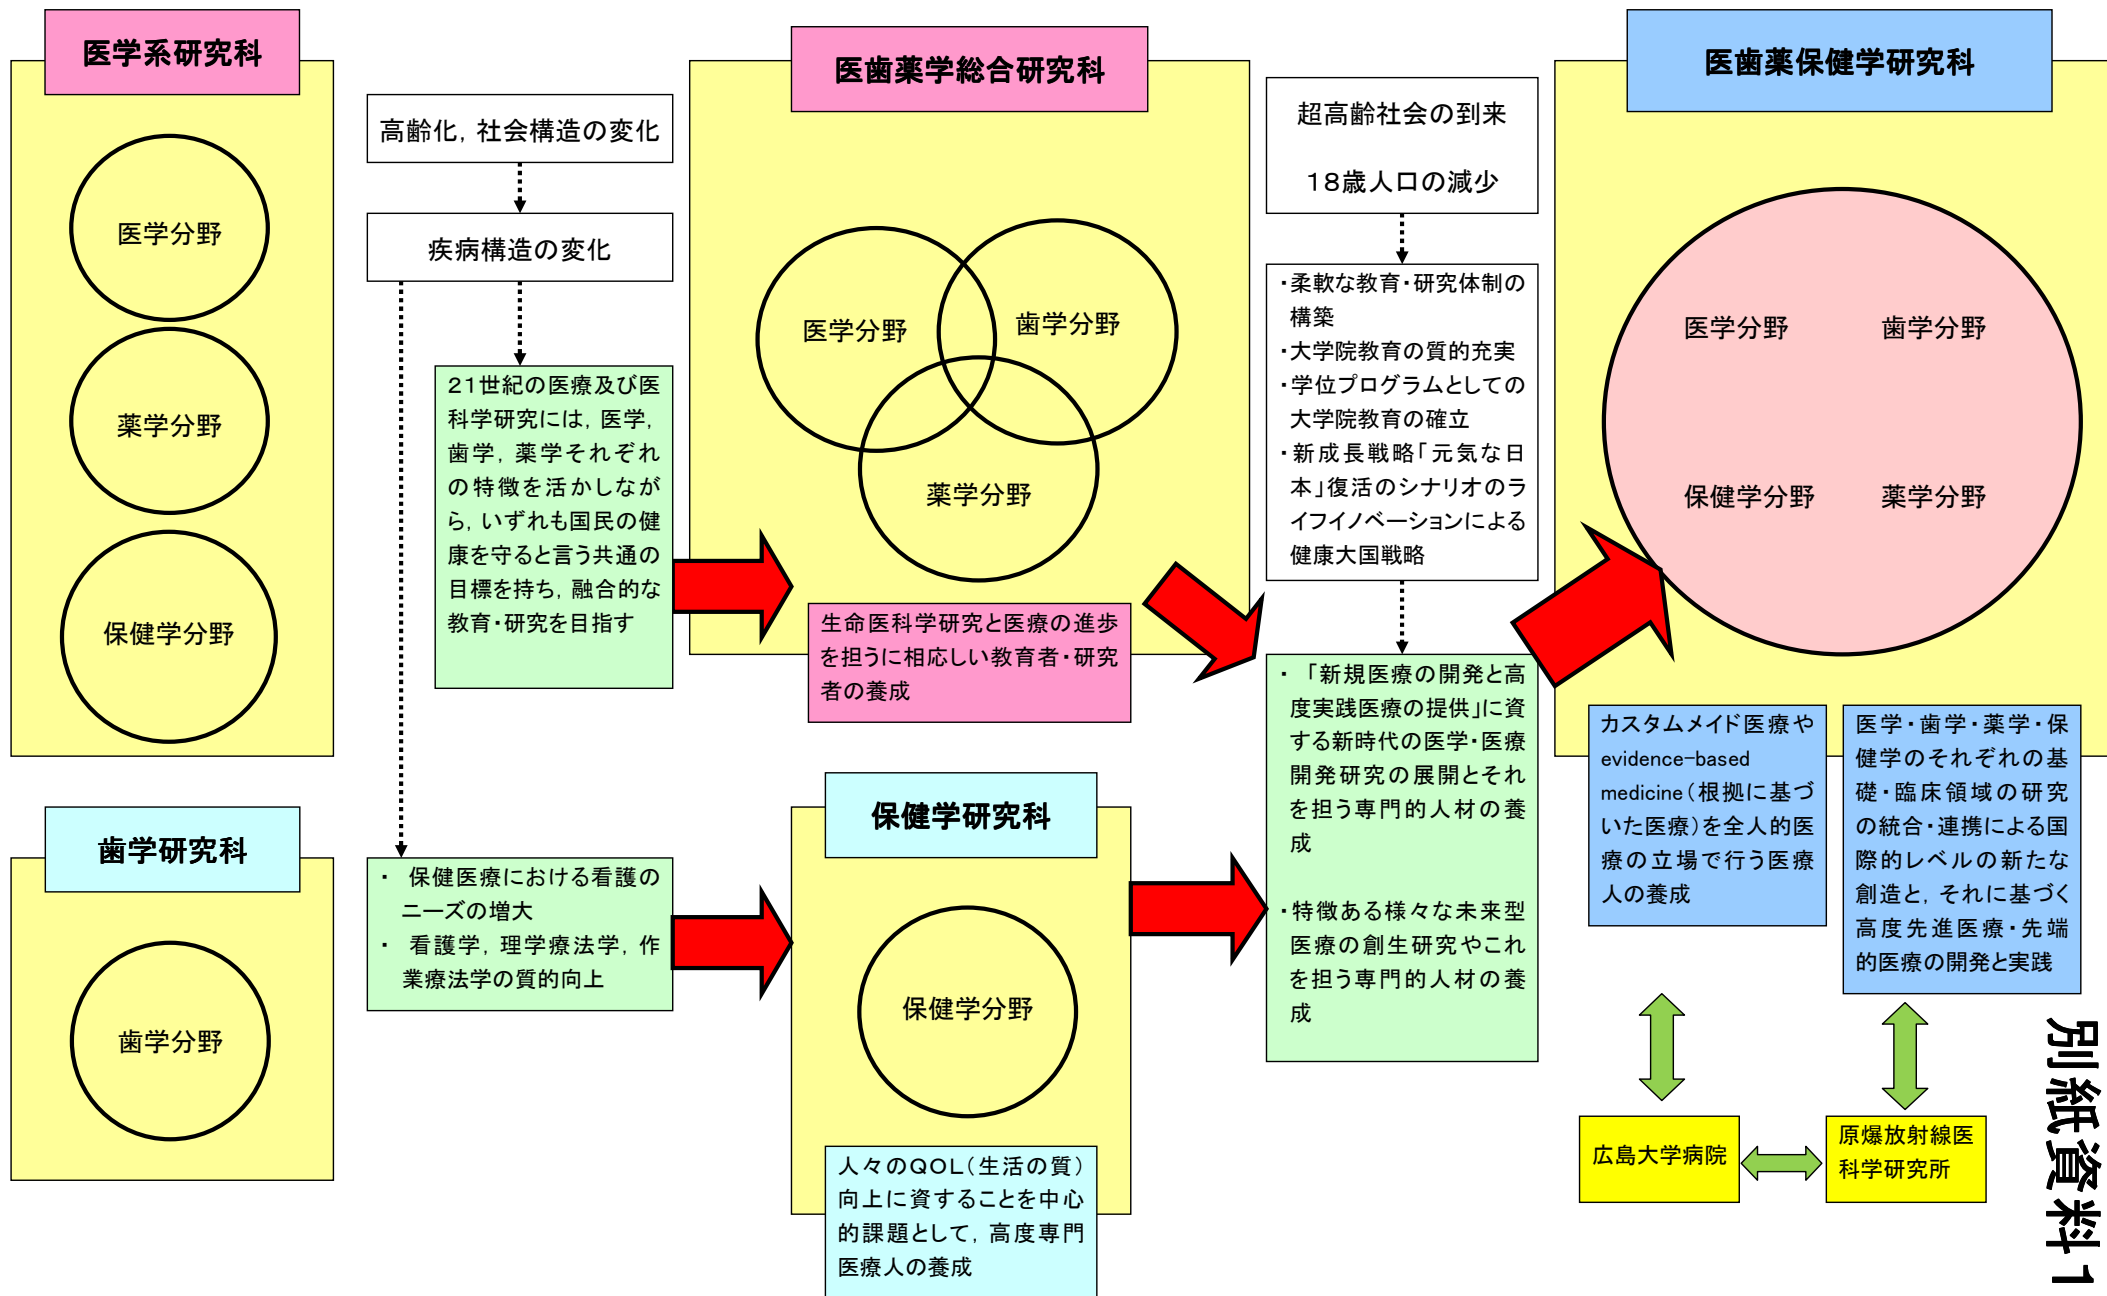 医学系研究科
医学分野
薬学分野
保健学分野
歯学研究科
歯学分野
高齢化，社会構造の変化
疾病構造の変化
２１世紀の医療及び医
科学研究には，医学，
歯学，薬学それぞれ
の特徴を活かしなが
ら，いずれも国民の健
康を守ると言う共通の
目標を持ち，融合的な
教育・研究を目指す
・　保健医療における看護の
ニーズの増大
・　看護学，理学療法学，作
業療法学の質的向上
医歯薬学総合研究科
医学分野
歯学分野
薬学分野
生命医科学研究と医療の進歩
を担うに相応しい教育者・研究
者の養成
保健学研究科
保健学分野
人々のＱＯＬ（生活の質）
向上に資することを中心
的課題として，高度専門
医療人の養成
超高齢社会の到来
１８歳人口の減少
・柔軟な教育・研究体制の
構築
・大学院教育の質的充実
・学位プログラムとしての
大学院教育の確立
・新成長戦略「元気な日
本」復活のシナリオのラ
イフイノベーションによる
健康大国戦略
・　「新規医療の開発と高
度実践医療の提供」に資
する新時代の医学・医療
開発研究の展開とそれ
を担う専門的人材の養
成
・特徴ある様々な未来型
医療の創生研究やこれ
を担う専門的人材の養
成
医歯薬保健学研究科
医学分野
歯学分野
保健学分野
薬学分野
カスタムメイド医療や
evidence-based
medicine（根拠に基づ
いた医療）を全人的医
療の立場で行う医療
人の養成
医学・歯学・薬学・保
健学のそれぞれの基
礎・臨床領域の研究
の統合・連携による国
際的レベルの新たな
創造と，それに基づく
高度先進医療・先端
的医療の開発と実践
広島大学病院
原爆放射線医
科学研究所
別紙資料１